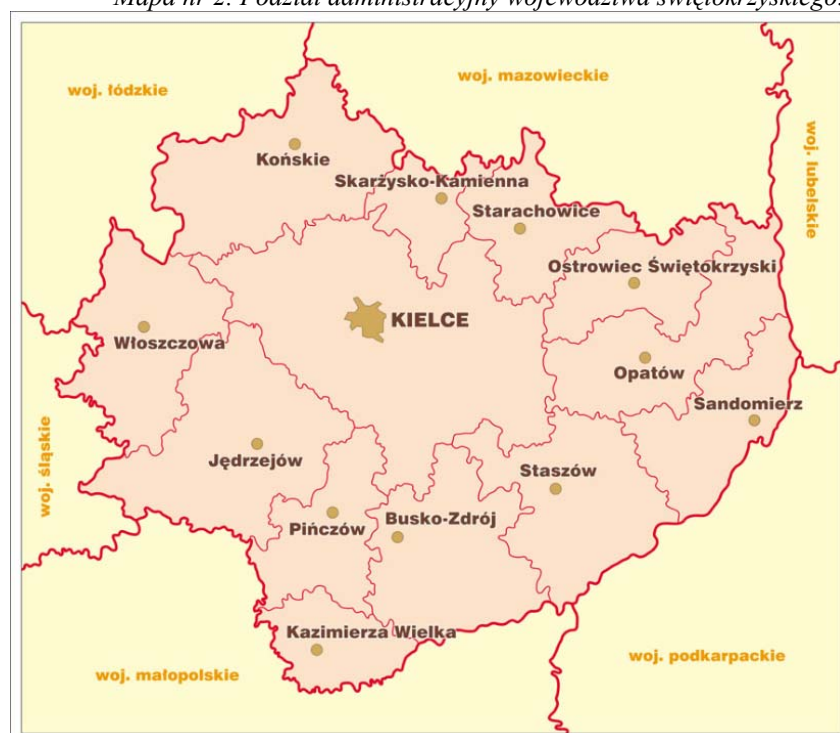 Mapa nr 2. Podział administracyjny województwa świętokrzyskiego.
woj. łódzkie
woj. mazowieckie
woj. lubelskie
Końskie
Skarżysko-Kamienna
Starachowice
Ostrowiec Świętokrzyski
KIELCE
Włoszczowa
Opatów
Sandomierz
woj. śląskie
Jędrzejów
Staszów
Pińczów
Busko-Zdrój
Kazimierza Wielka
woj. małopolskie
woj. podkarpackie